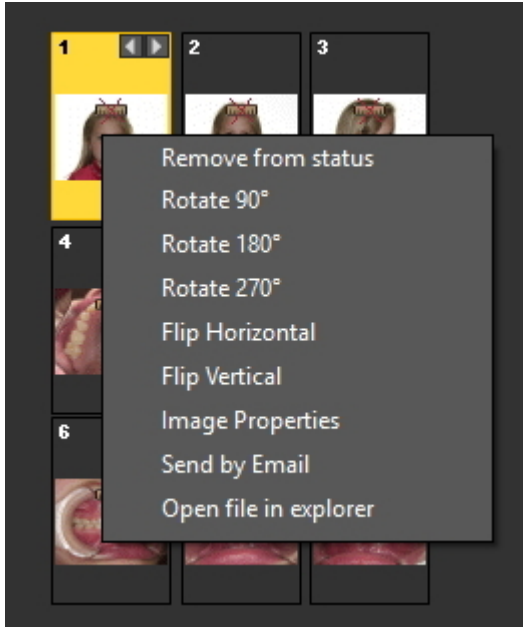 1
2
3
Remove from status
Rotate 90°
Rotate 180°
Rotate 270°
4
Flip Horizontal
Flip Vertical
Image Properties
6
Send by Email
Open file in explorer